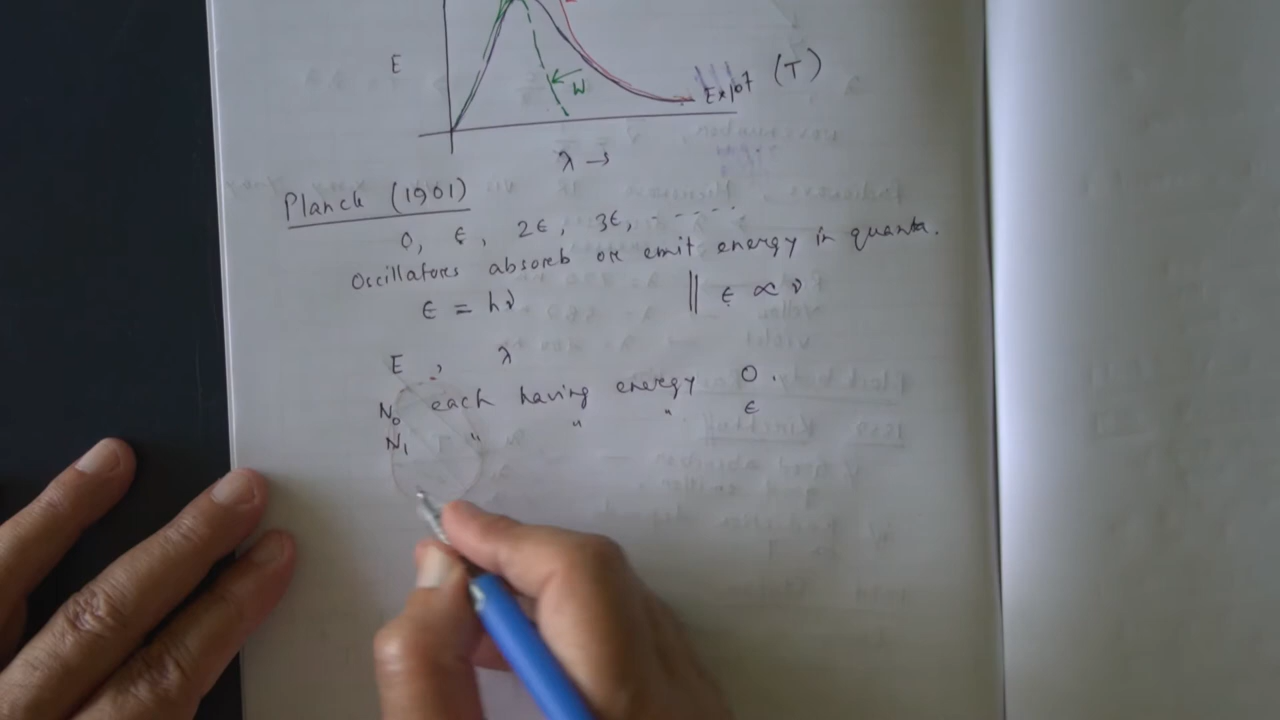 E
W
Expt (T)
λ →
Planck (1901)
0, ε, 2ε, 3ε, - - - - -
Oscillators absorb or emit energy in quanta.
ε = hν || ε ∝ ν
E, λ
N₀ each having energy 0.
N₁ " " " ε